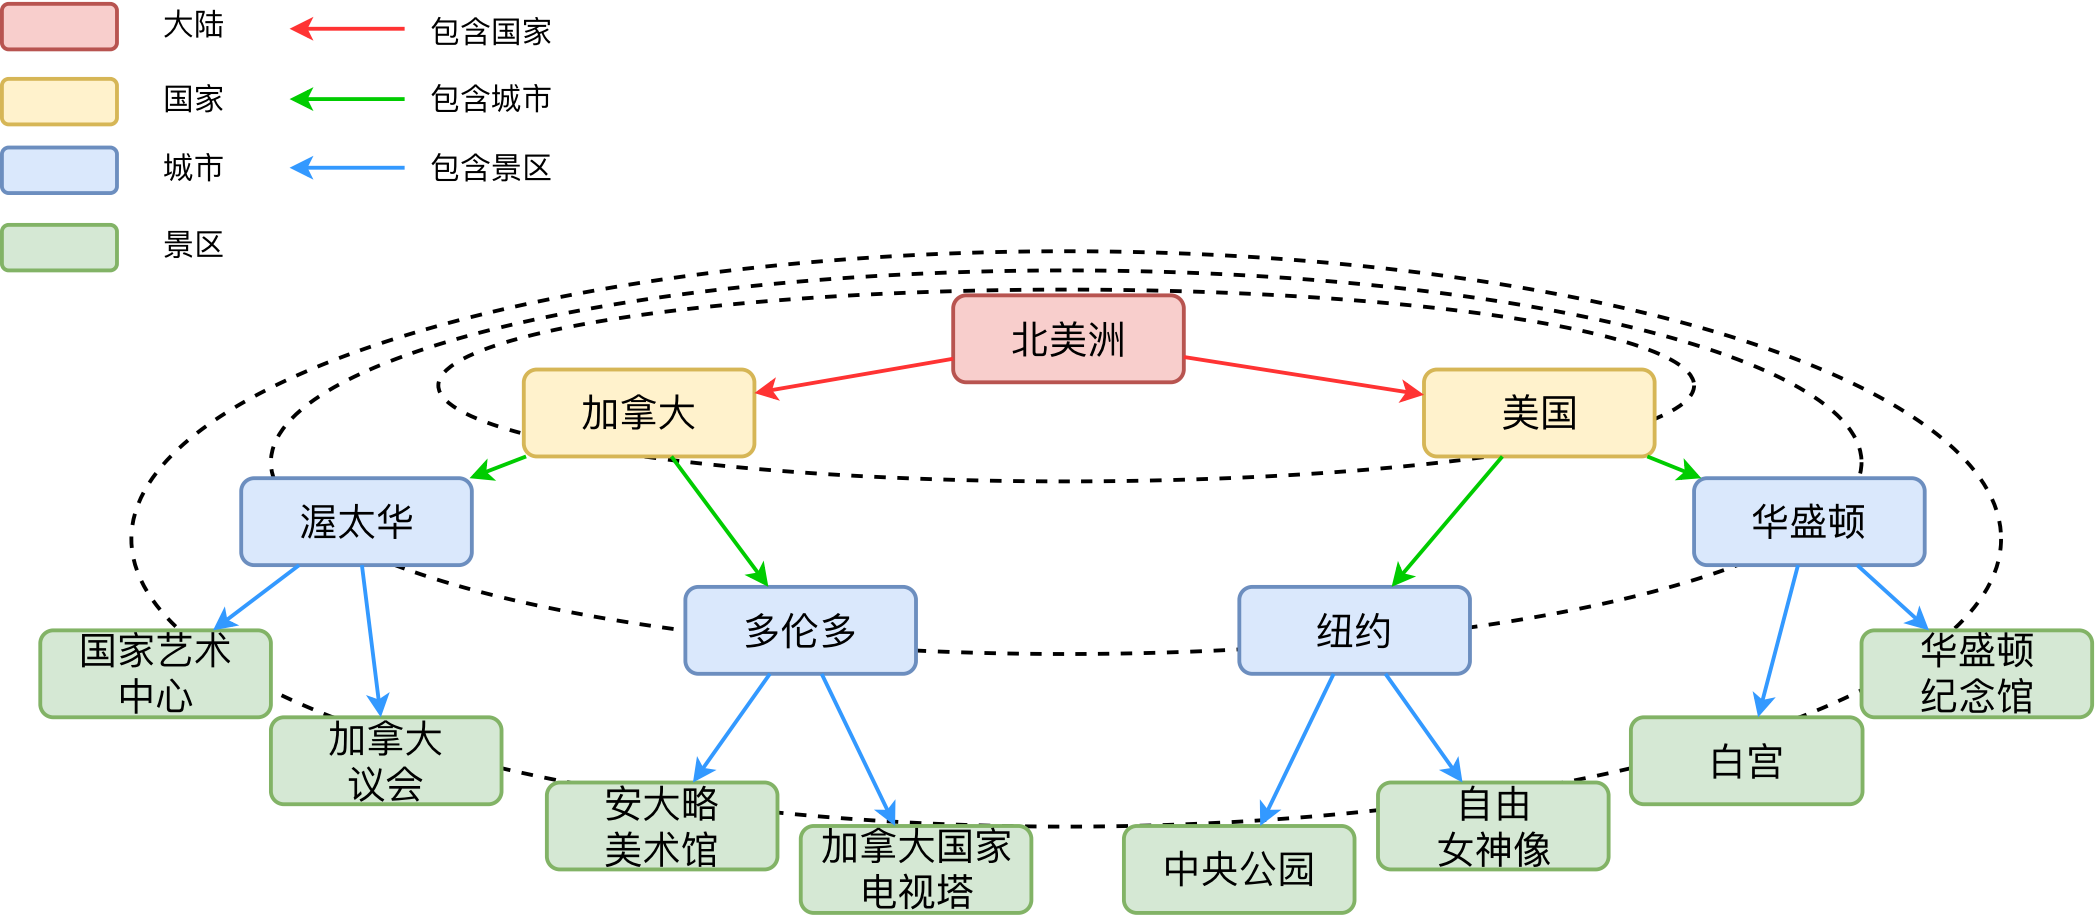 大陆
包含国家
国家
包含城市
城市
包含景区
景区
北美洲
加拿大
美国
渥太华
华盛顿
多伦多
纽约
国家艺术
中心
加拿大
议会
安大略
美术馆
加拿大国家
电视塔
中央公园
自由
女神像
白宫
华盛顿
纪念馆